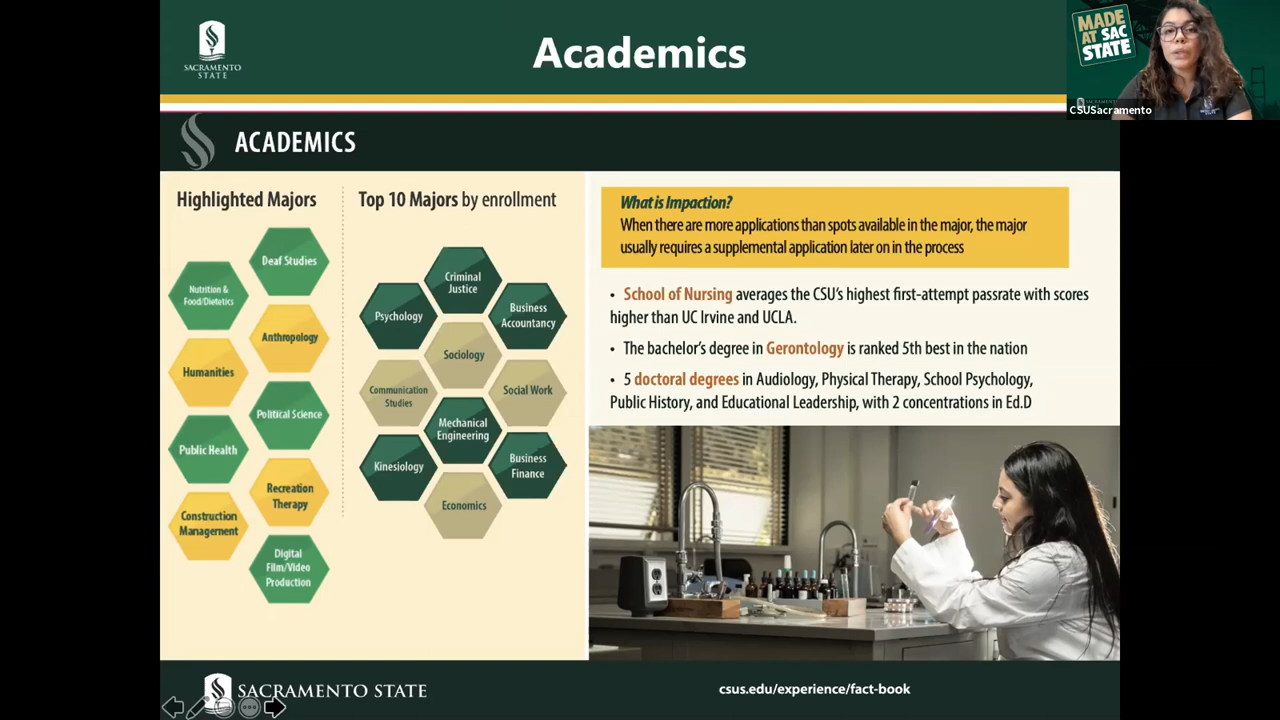 SACRAMENTO
STATE
Academics
MADE
AT SAC
STATE
CSUSacramento
ACADEMICS
Highlighted Majors
Deaf Studies
Nutrition &
Food/Dietetics
Anthropology
Humanities
Political Science
Public Health
Recreation
Therapy
Construction
Management
Digital
Film/Video
Production
Top 10 Majors by enrollment
Criminal
Justice
Psychology
Business
Accountancy
Sociology
Communication
Studies
Social Work
Mechanical
Engineering
Kinesiology
Business
Finance
Economics
What is Impaction?
When there are more applications than spots available in the major, the major
usually requires a supplemental application later on in the process
• School of Nursing averages the CSU's highest first-attempt passrate with scores
higher than UC Irvine and UCLA.
• The bachelor's degree in Gerontology is ranked 5th best in the nation
• 5 doctoral degrees in Audiology, Physical Therapy, School Psychology,
Public History, and Educational Leadership, with 2 concentrations in Ed.D
SACRAMENTO STATE
csus.edu/experience/fact-book